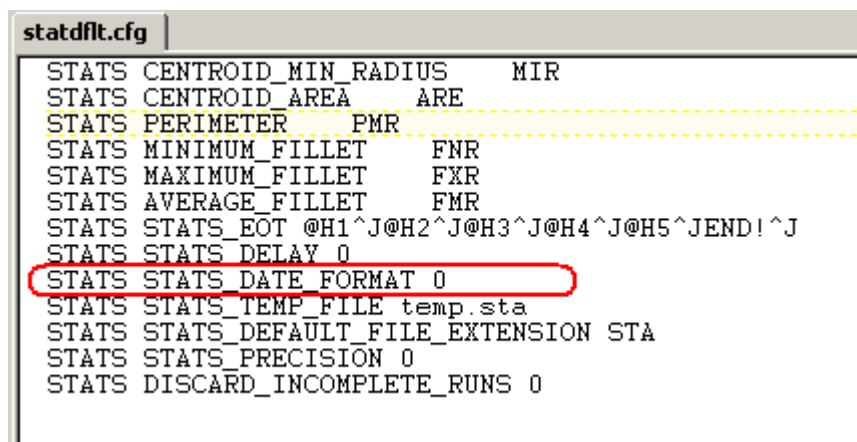 statdflt.cfg
STATS CENTROID_MIN_RADIUS MIR
STATS CENTROID_AREA ARE
STATS PERIMETER PMR
STATS MINIMUM_FILLET FNR
STATS MAXIMUM_FILLET FXR
STATS AVERAGE_FILLET FMR
STATS STATS_EOT @H1^J@H2^J@H3^J@H4^J@H5^JEND!^J
STATS STATS_DELAY 0
STATS STATS_DATE_FORMAT 0
STATS STATS_TEMP_FILE temp.sta
STATS STATS_DEFAULT_FILE_EXTENSION STA
STATS STATS_PRECISION 0
STATS DISCARD_INCOMPLETE_RUNS 0